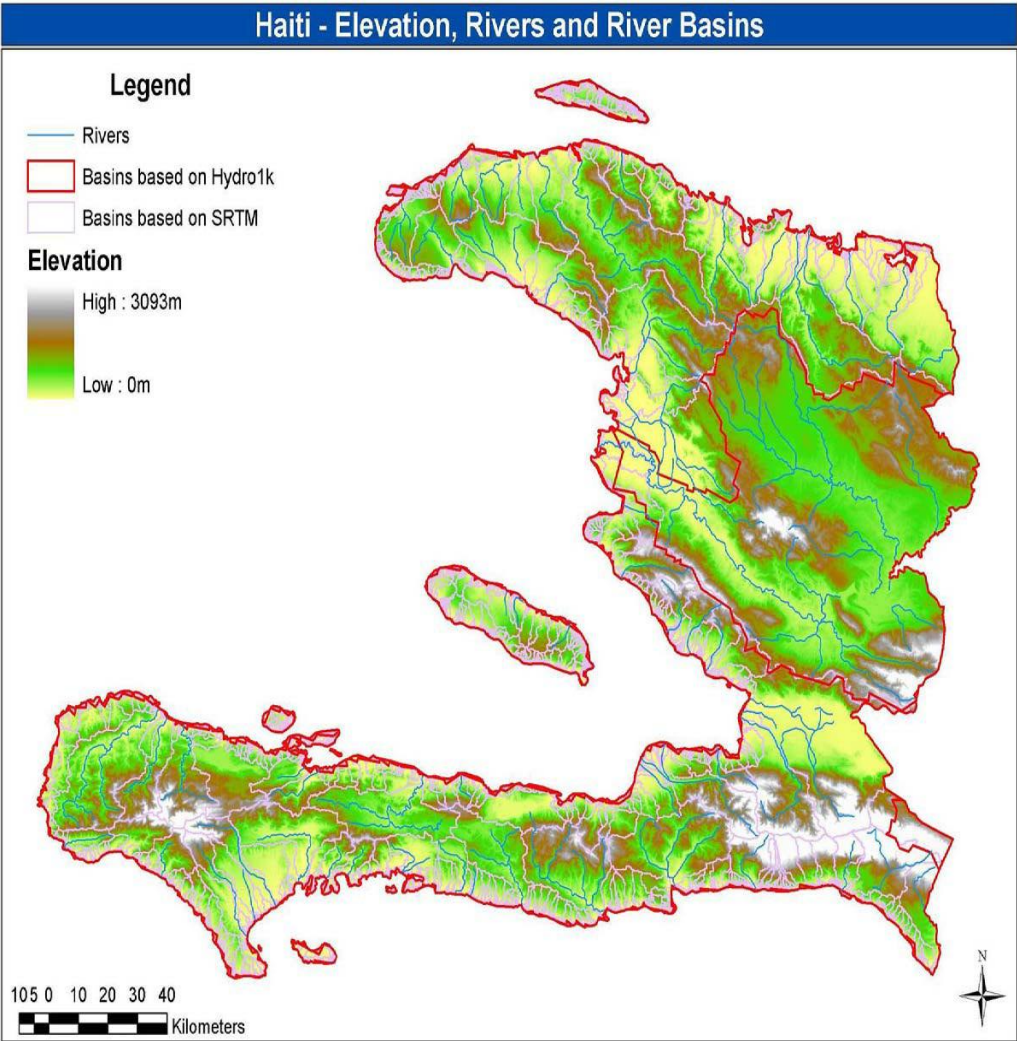 Haiti - Elevation, Rivers and River Basins
Legend
Rivers
Basins based on Hydro1k
Basins based on SRTM
Elevation
High : 3093m
Low : 0m
N
105 0 10 20 30 40
Kilometers